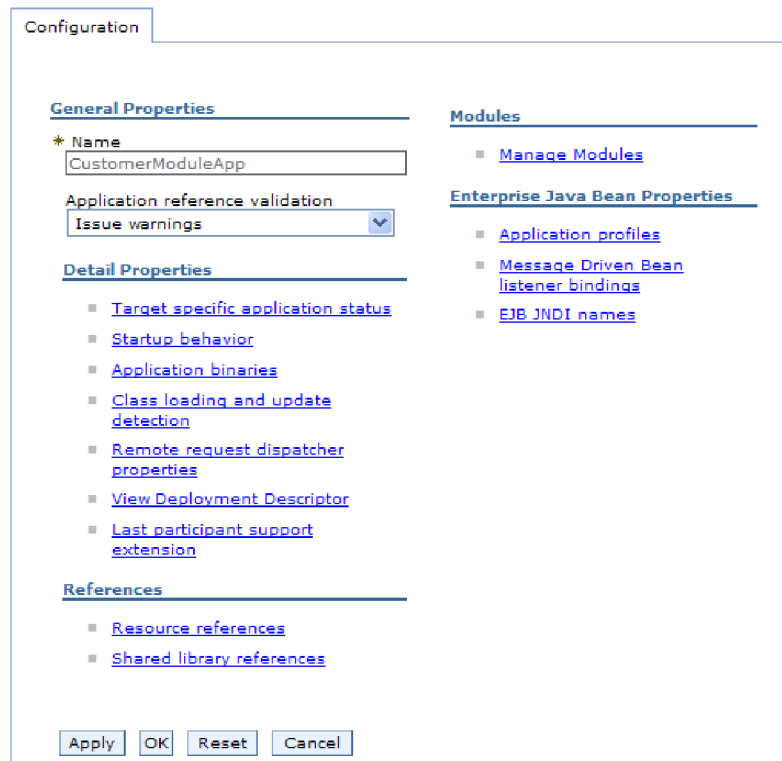 Configuration
General Properties
* Name
CustomerModuleApp
Application reference validation
Issue warnings
Detail Properties
Target specific application status
Startup behavior
Application binaries
Class loading and update
detection
Remote request dispatcher
properties
View Deployment Descriptor
Last participant support
extension
References
Resource references
Shared library references
Modules
Manage Modules
Enterprise Java Bean Properties
Application profiles
Message Driven Bean
listener bindings
EJB JNDI names
Apply OK Reset Cancel